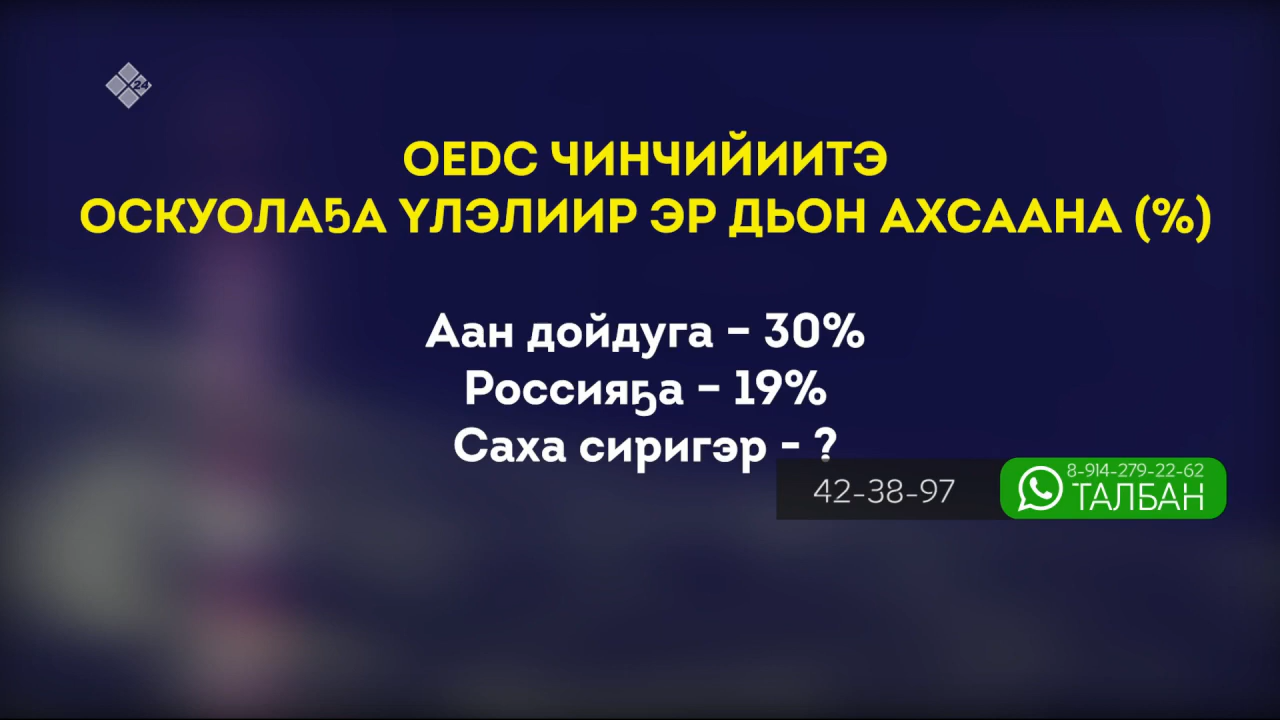 24
OEDC ЧИНЧИЙИИТЭ
ОСКУОЛАҔА ҮЛЭЛИИР ЭР ДЬОН АХСААНА (%)
Аан дойдуга – 30%
Россияҕа – 19%
Саха сиригэр - ?
42-38-97
8-914-279-22-62
ТАЛБАН